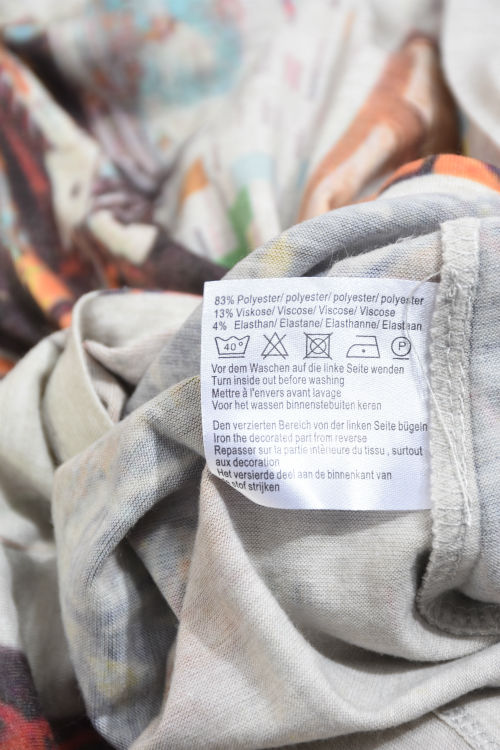 83% Polyester/ polyester/ polyester/ polyester
13% Viskose/ Viscose/ Viscose/ Viscose
4% Elasthan/ Elastane/ Elasthanne/ Elastaan
40° P
Vor dem Waschen auf die linke Seite wenden
Turn inside out before washing
Mettre à l'envers avant lavage
Voor het wassen binnenstebuiten keren
Den verzierten Bereich von der linken Seite bügeln
Iron the decorated part from reverse
Repasser sur la partie intérieure du tissu , surtout
aux decoration
Het versierde deel aan de binnenkant van
stof strijken